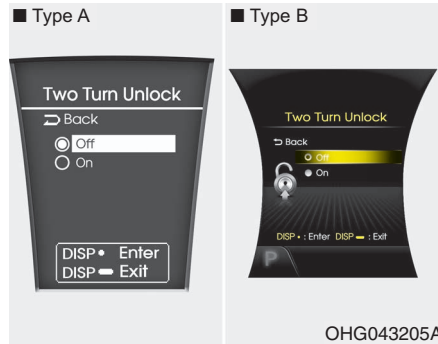 ■ Type A
Two Turn Unlock
Back
Off
On
DISP • Enter
DISP ▬ Exit
■ Type B
Two Turn Unlock
Back
Off
On
DISP • : Enter DISP ▬ : Exit
P
OHG043205A